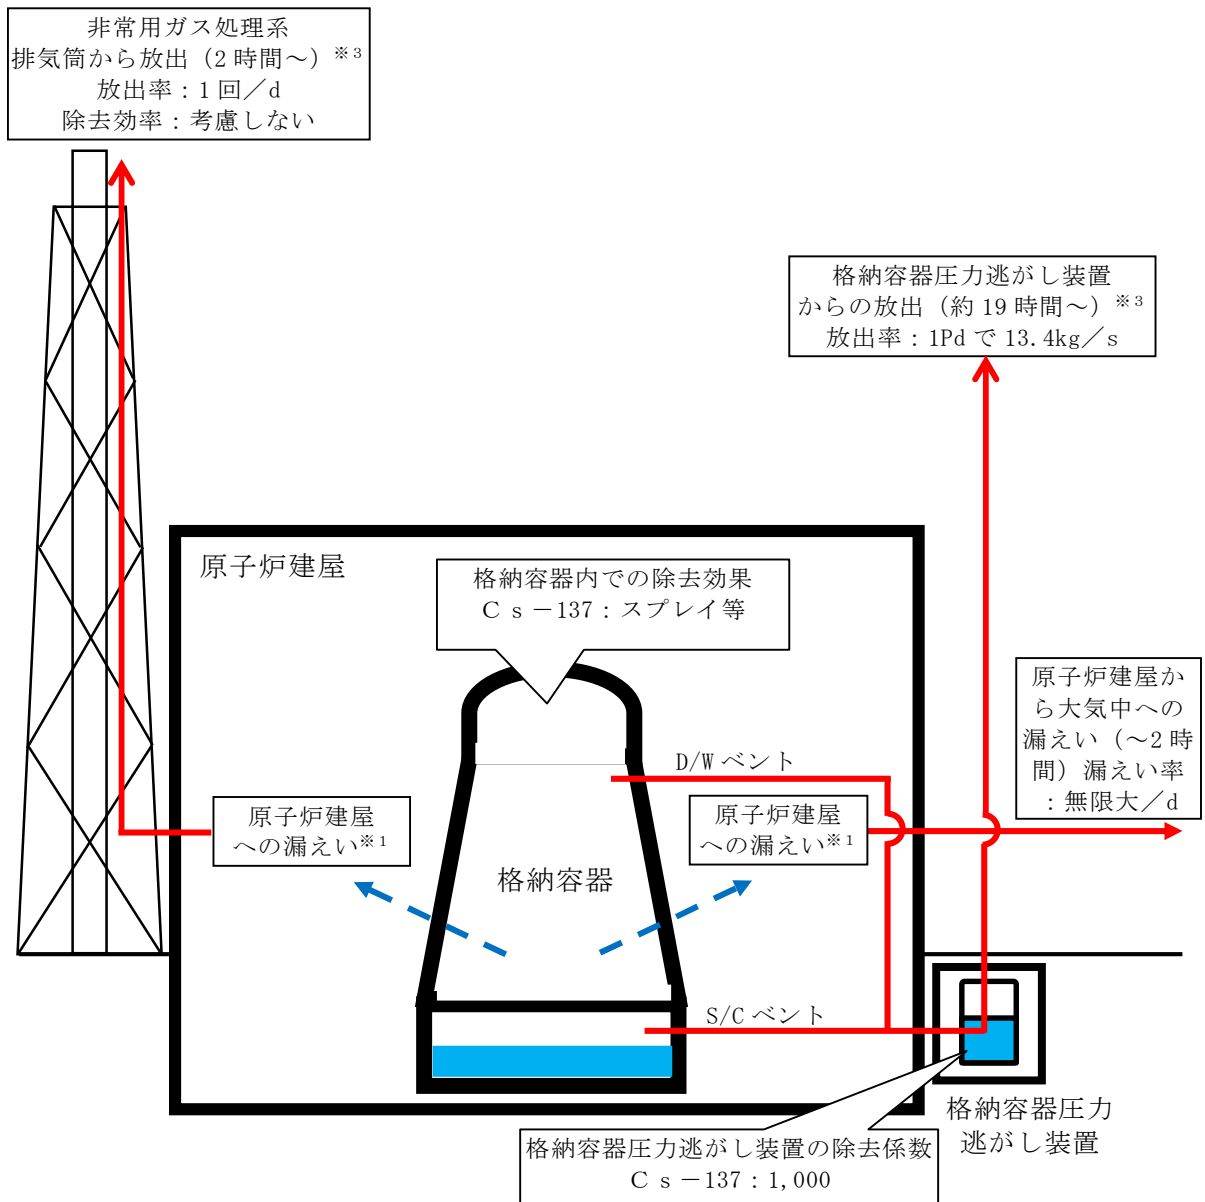 非常用ガス処理系
排気筒から放出（2時間～）※3
放出率：1回／d
除去効率：考慮しない
格納容器圧力逃がし装置
からの放出（約19時間～）※3
放出率：1Pdで13.4kg／s
原子炉建屋
格納容器内での除去効果
Ｃｓ－137：スプレイ等
原子炉建屋か
ら大気中への
漏えい（～2時
間）漏えい率
：無限大／d
D/Wベント
原子炉建屋
への漏えい※1
原子炉建屋
への漏えい※1
格納容器
S/Cベント
格納容器圧力
逃がし装置
格納容器圧力逃がし装置の除去係数
Ｃｓ－137：1,000